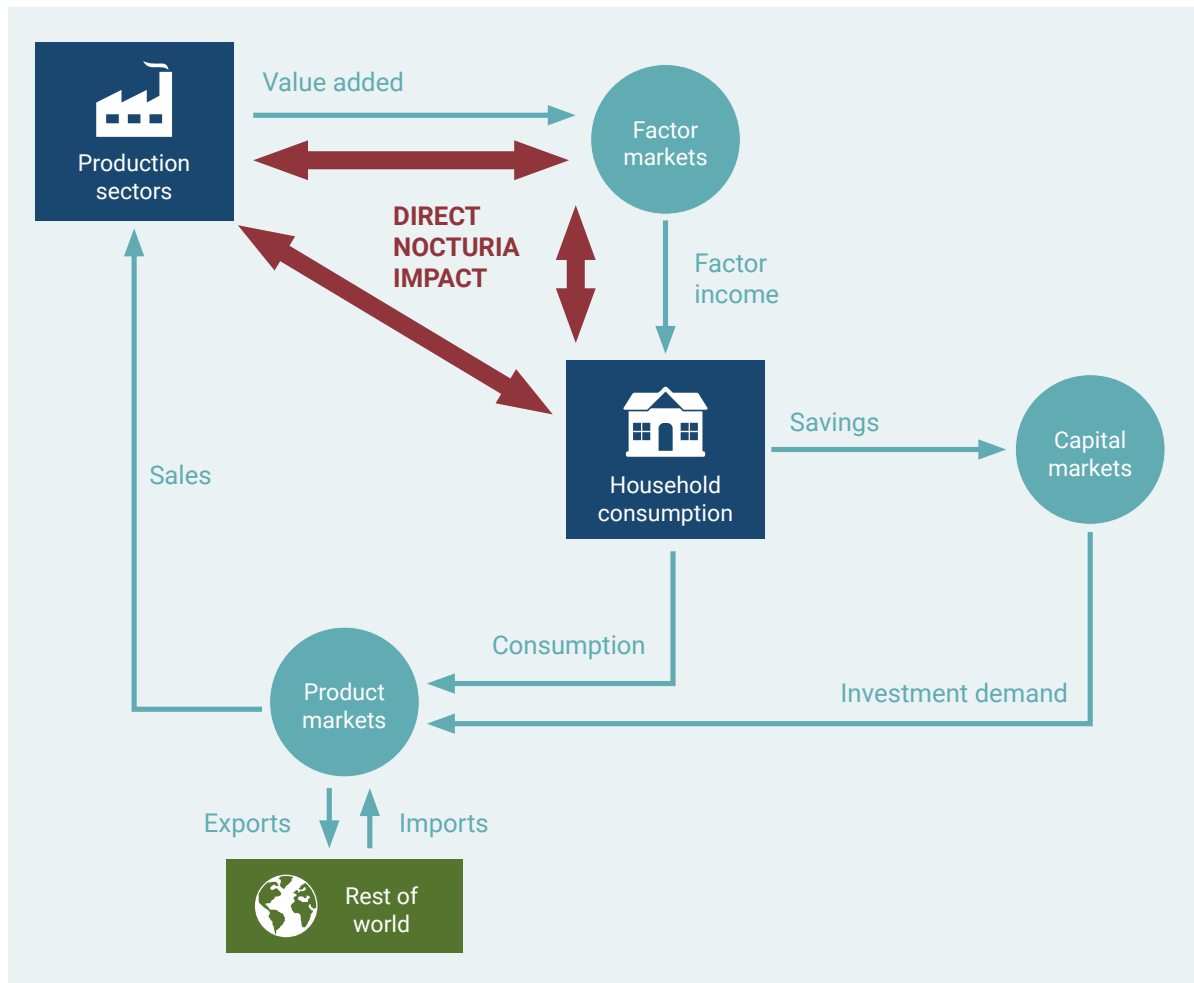 Value added
Production
sectors
Factor
markets
DIRECT
NOCTURIA
IMPACT
Factor
income
Household
consumption
Savings
Capital
markets
Sales
Consumption
Product
markets
Investment demand
Exports
Imports
Rest of
world